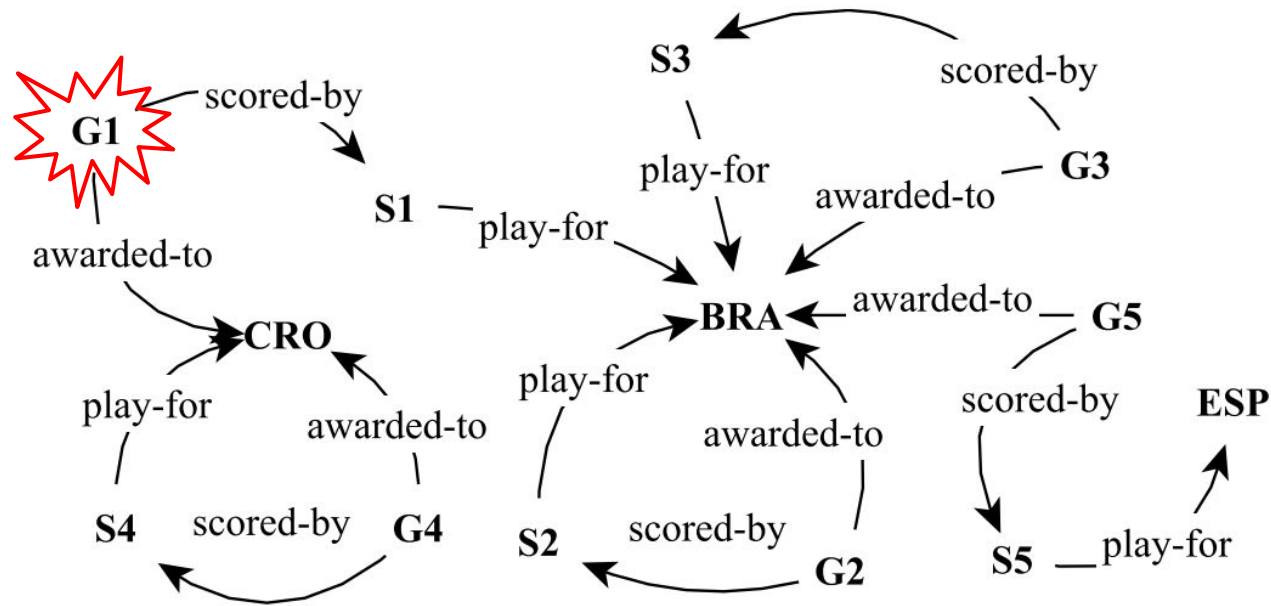 S3
scored-by
scored-by
G1
play-for
G3
awarded-to
S1
play-for
awarded-to
awarded-to
BRA
G5
CRO
play-for
play-for
scored-by
ESP
awarded-to
awarded-to
S4
scored-by
G4
S2
scored-by
play-for
S5
G2